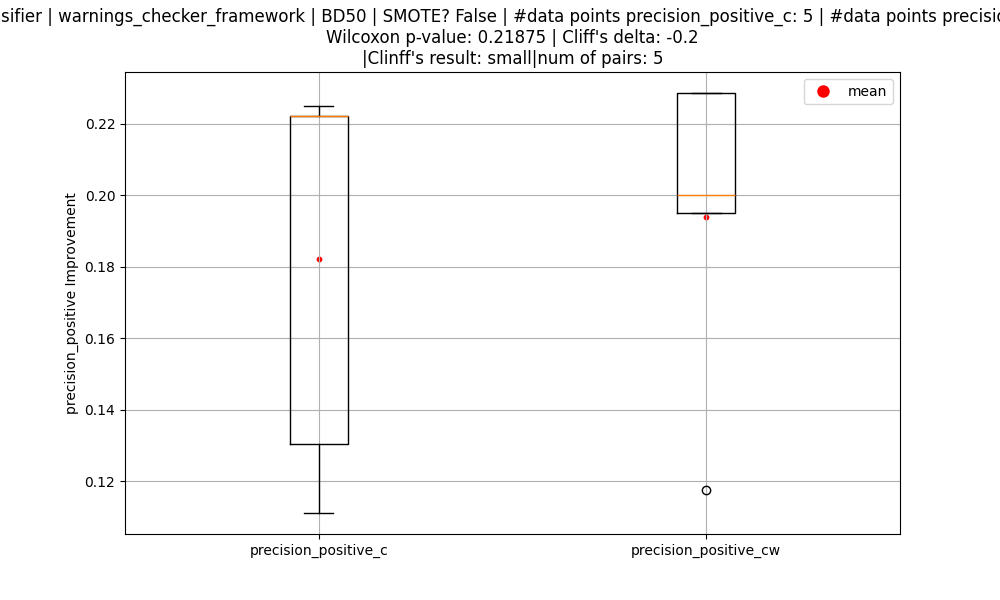 | warnings_checker_framework | BD50 | SMOTE? False | #data points precision_positive_c: 5 | #data points
Wilcoxon p-value: 0.21875 | Cliff's delta: -0.2
|Clinff's result: small|num of pairs: 5
mean
0.22
0.20
0.18
0.16
0.14
0.12
precision_positive Improvement
precision_positive_c
precision_positive_cw